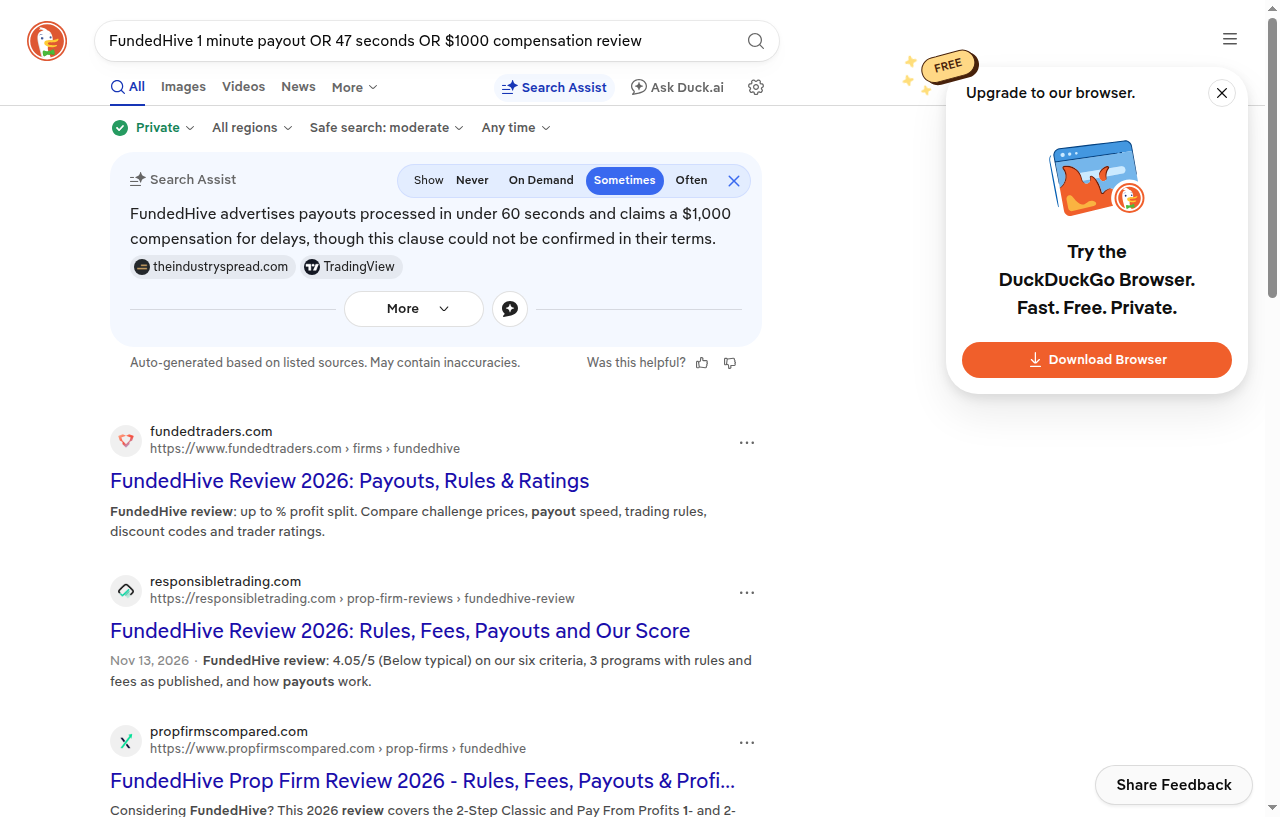 FundedHive 1 minute payout OR 47 seconds OR $1000 compensation review
All
Images
Videos
News
More
Search Assist
Ask Duck.ai
Private
All regions
Safe search: moderate
Any time
FREE
Upgrade to our browser.
Try the
DuckDuckGo Browser.
Fast. Free. Private.
Download Browser
Search Assist
Show
Never
On Demand
Sometimes
Often
FundedHive advertises payouts processed in under 60 seconds and claims a $1,000
compensation for delays, though this clause could not be confirmed in their terms.
theindustryspread.com
TradingView
More
Auto-generated based on listed sources. May contain inaccuracies.
Was this helpful?
fundedtraders.com
https://www.fundedtraders.com › firms › fundedhive
FundedHive Review 2026: Payouts, Rules & Ratings
FundedHive review: up to % profit split. Compare challenge prices, payout speed, trading rules,
discount codes and trader ratings.
responsibletrading.com
https://responsibletrading.com › prop-firm-reviews › fundedhive-review
FundedHive Review 2026: Rules, Fees, Payouts and Our Score
Nov 13, 2026 · FundedHive review: 4.05/5 (Below typical) on our six criteria, 3 programs with rules and
fees as published, and how payouts work.
propfirmscompared.com
https://www.propfirmscompared.com › prop-firms › fundedhive
FundedHive Prop Firm Review 2026 - Rules, Fees, Payouts & Profi...
Considering FundedHive? This 2026 review covers the 2-Step Classic and Pay From Profits 1- and 2-
Share Feedback